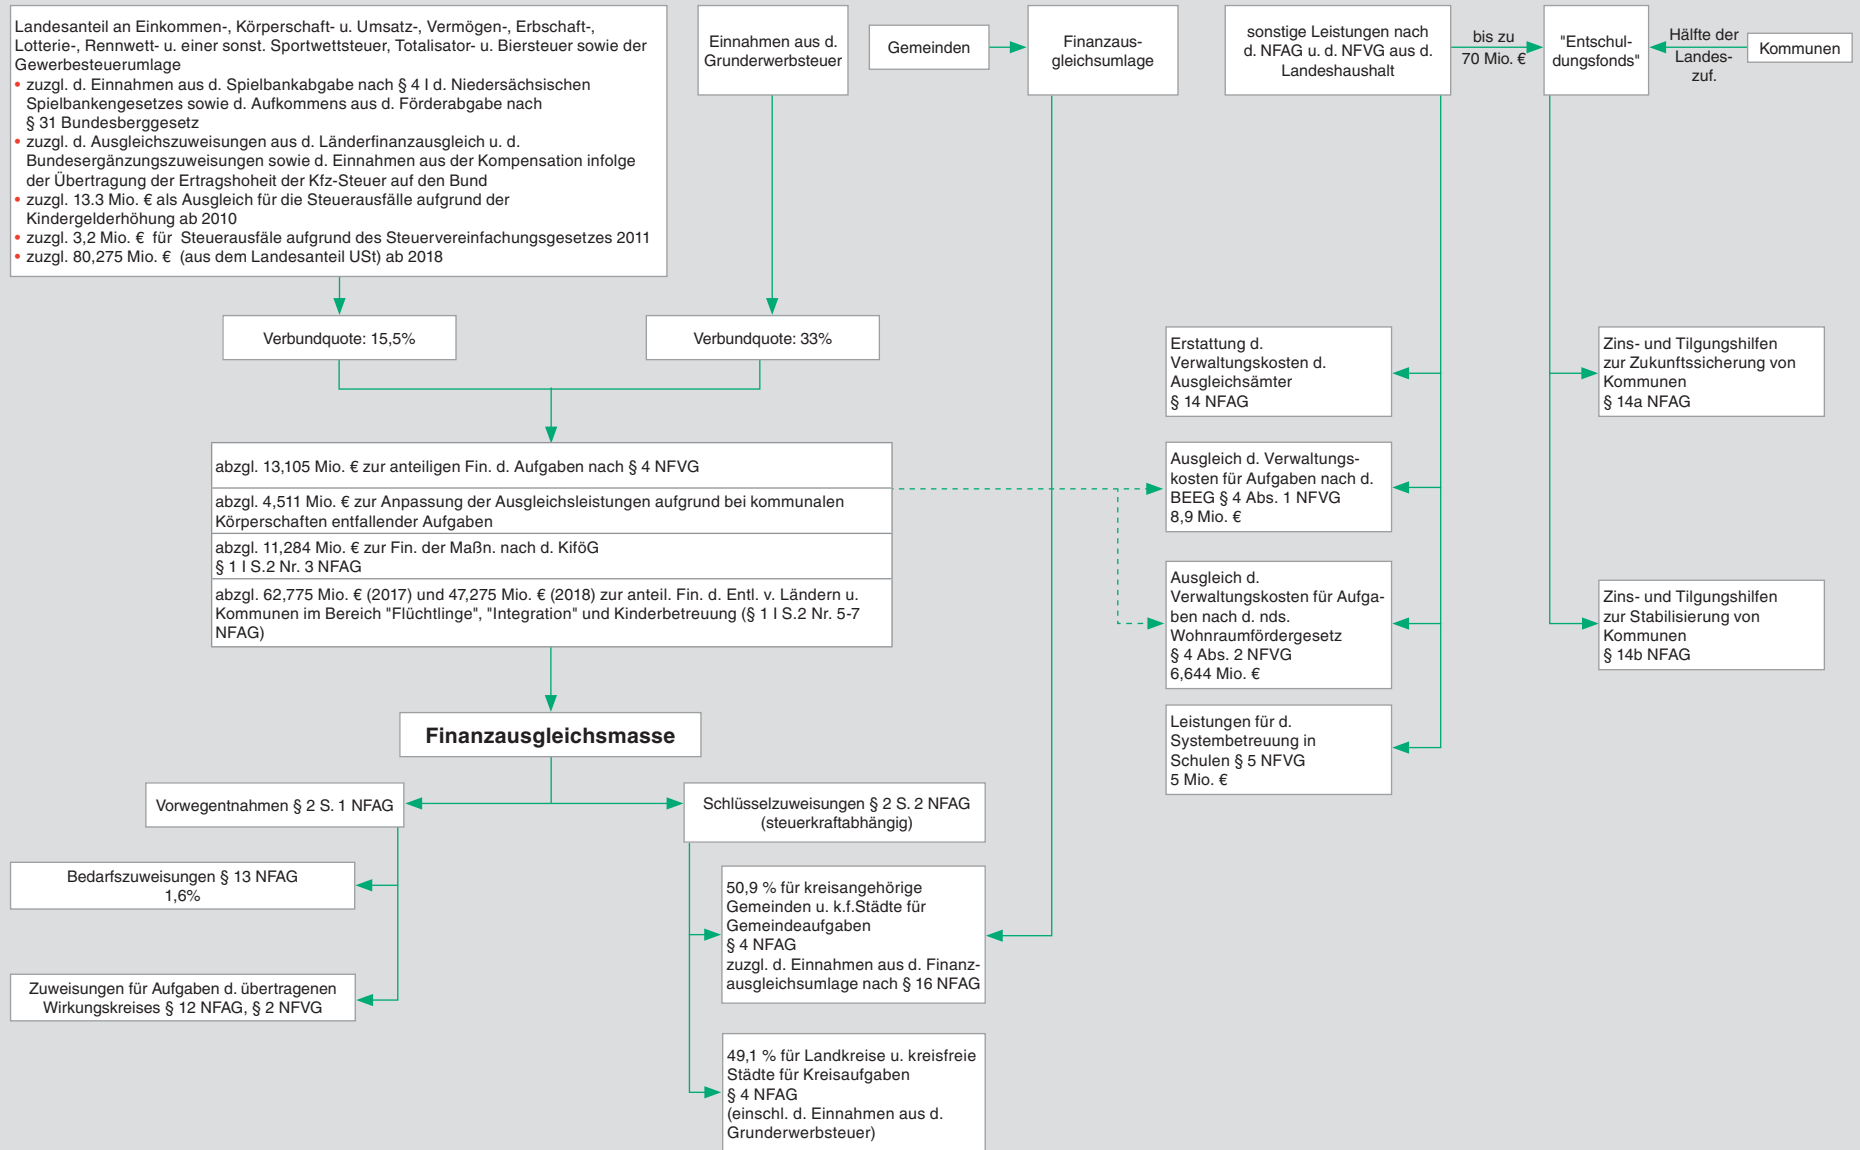 Landesanteil an Einkommen-, Körperschaft- u. Umsatz-, Vermögen-, Erbschaft-,
Lotterie-, Rennwett- u. einer sonst. Sportwettsteuer, Totalisator- u. Biersteuer sowie der
Gewerbesteuerumlage
• zuzgl. d. Einnahmen aus d. Spielbankabgabe nach § 4 I d. Niedersächsischen
Spielbankengesetzes sowie d. Aufkommens aus d. Förderabgabe nach
§ 31 Bundesberggesetz
• zuzgl. d. Ausgleichszuweisungen aus d. Länderfinanzausgleich u. d.
Bundesergänzungszuweisungen sowie d. Einnahmen aus der Kompensation infolge
der Übertragung der Ertragshoheit der Kfz-Steuer auf den Bund
• zuzgl. 13.3 Mio. € als Ausgleich für die Steuerausfälle aufgrund der
Kindergelderhöhung ab 2010
• zuzgl. 3,2 Mio. € für Steuerausfäle aufgrund des Steuervereinfachungsgesetzes 2011
• zuzgl. 80,275 Mio. € (aus dem Landesanteil USt) ab 2018
Einnahmen aus d.
Grunderwerbsteuer
Gemeinden
Finanzaus-
gleichsumlage
sonstige Leistungen nach
d. NFAG u. d. NFVG aus d.
Landeshaushalt
bis zu
70 Mio. €
"Entschul-
dungsfonds"
Hälfte der
Landes-
zuf.
Kommunen
Verbundquote: 15,5%
Verbundquote: 33%
abzgl. 13,105 Mio. € zur anteiligen Fin. d. Aufgaben nach § 4 NFVG
abzgl. 4,511 Mio. € zur Anpassung der Ausgleichsleistungen aufgrund bei kommunalen
Körperschaften entfallender Aufgaben
abzgl. 11,284 Mio. € zur Fin. der Maßn. nach d. KiföG
§ 1 I S.2 Nr. 3 NFAG
abzgl. 62,775 Mio. € (2017) und 47,275 Mio. € (2018) zur anteil. Fin. d. Entl. v. Ländern u.
Kommunen im Bereich "Flüchtlinge", "Integration" und Kinderbetreuung (§ 1 I S.2 Nr. 5-7
NFAG)
Erstattung d.
Verwaltungskosten d.
Ausgleichsämter
§ 14 NFAG
Ausgleich d. Verwaltungs-
kosten für Aufgaben nach d.
BEEG § 4 Abs. 1 NFVG
8,9 Mio. €
Ausgleich d.
Verwaltungskosten für Aufga-
ben nach d. nds.
Wohnraumfördergesetz
§ 4 Abs. 2 NFVG
6,644 Mio. €
Leistungen für d.
Systembetreuung in
Schulen § 5 NFVG
5 Mio. €
Zins- und Tilgungshilfen
zur Zukunftssicherung von
Kommunen
§ 14a NFAG
Zins- und Tilgungshilfen
zur Stabilisierung von
Kommunen
§ 14b NFAG
Finanzausgleichsmasse
Vorwegentnahmen § 2 S. 1 NFAG
Schlüsselzuweisungen § 2 S. 2 NFAG
(steuerkraftabhängig)
Bedarfszuweisungen § 13 NFAG
1,6%
Zuweisungen für Aufgaben d. übertragenen
Wirkungskreises § 12 NFAG, § 2 NFVG
50,9 % für kreisangehörige
Gemeinden u. k.f.Städte für
Gemeindeaufgaben
§ 4 NFAG
zuzgl. d. Einnahmen aus d. Finanz-
ausgleichsumlage nach § 16 NFAG
49,1 % für Landkreise u. kreisfreie
Städte für Kreisaufgaben
§ 4 NFAG
(einschl. d. Einnahmen aus d.
Grunderwerbsteuer)